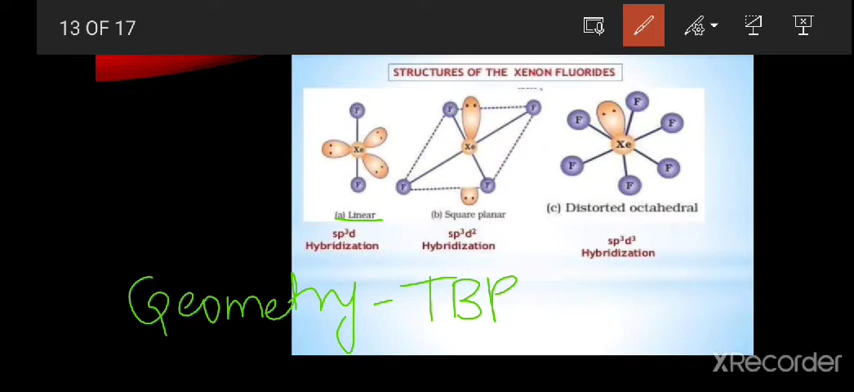 13 OF 17
STRUCTURES OF THE XENON FLUORIDES
F F F F F
F Xe F
Xe Xe
F F F F F
(a) Linear (b) Square planar (c) Distorted octahedral
sp³d sp³d² sp³d³
Hybridization Hybridization Hybridization
Geometry - TBP
XRecorder